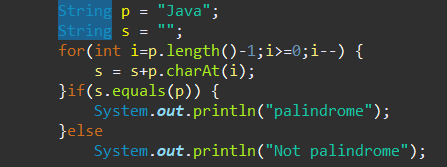 String p = "Java";
String s = "";
for(int i=p.length()-1;i>=0;i--) {
s = s+p.charAt(i);
}if(s.equals(p)) {
System.out.println("palindrome");
}else
System.out.println("Not palindrome");